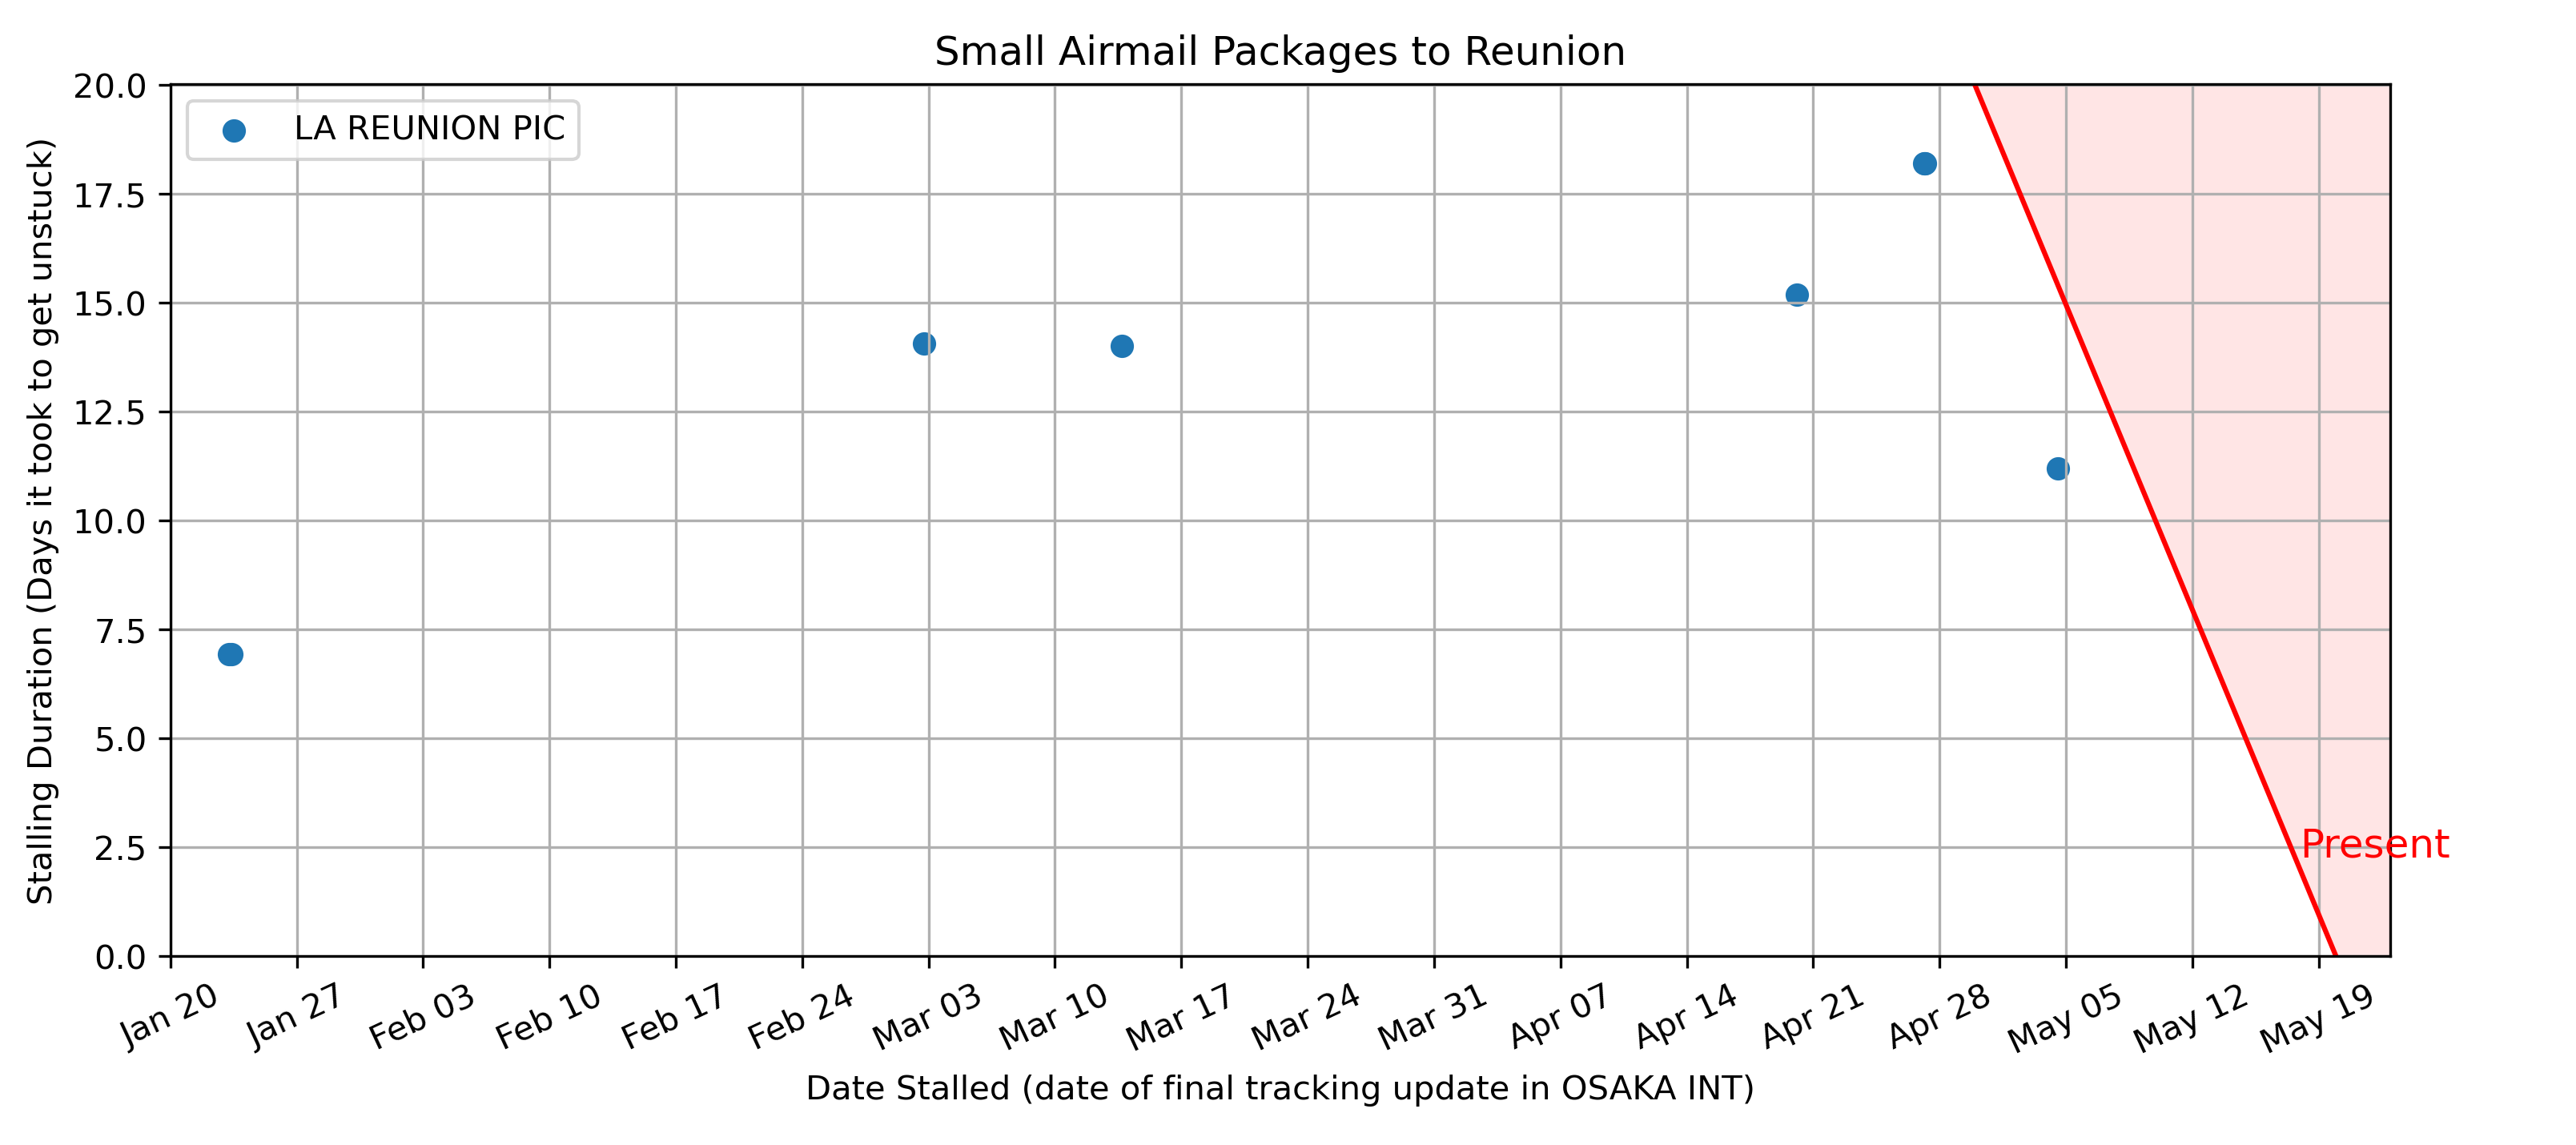 Small Airmail Packages to Reunion
LA REUNION PIC
Stalling Duration (Days it took to get unstuck)
20.0
17.5
15.0
12.5
10.0
7.5
5.0
2.5
0.0
Present
Jan 20
Jan 27
Feb 03
Feb 10
Feb 17
Feb 24
Mar 03
Mar 10
Mar 17
Mar 24
Mar 31
Apr 07
Apr 14
Apr 21
Apr 28
May 05
May 12
May 19
Date Stalled (date of final tracking update in OSAKA INT)